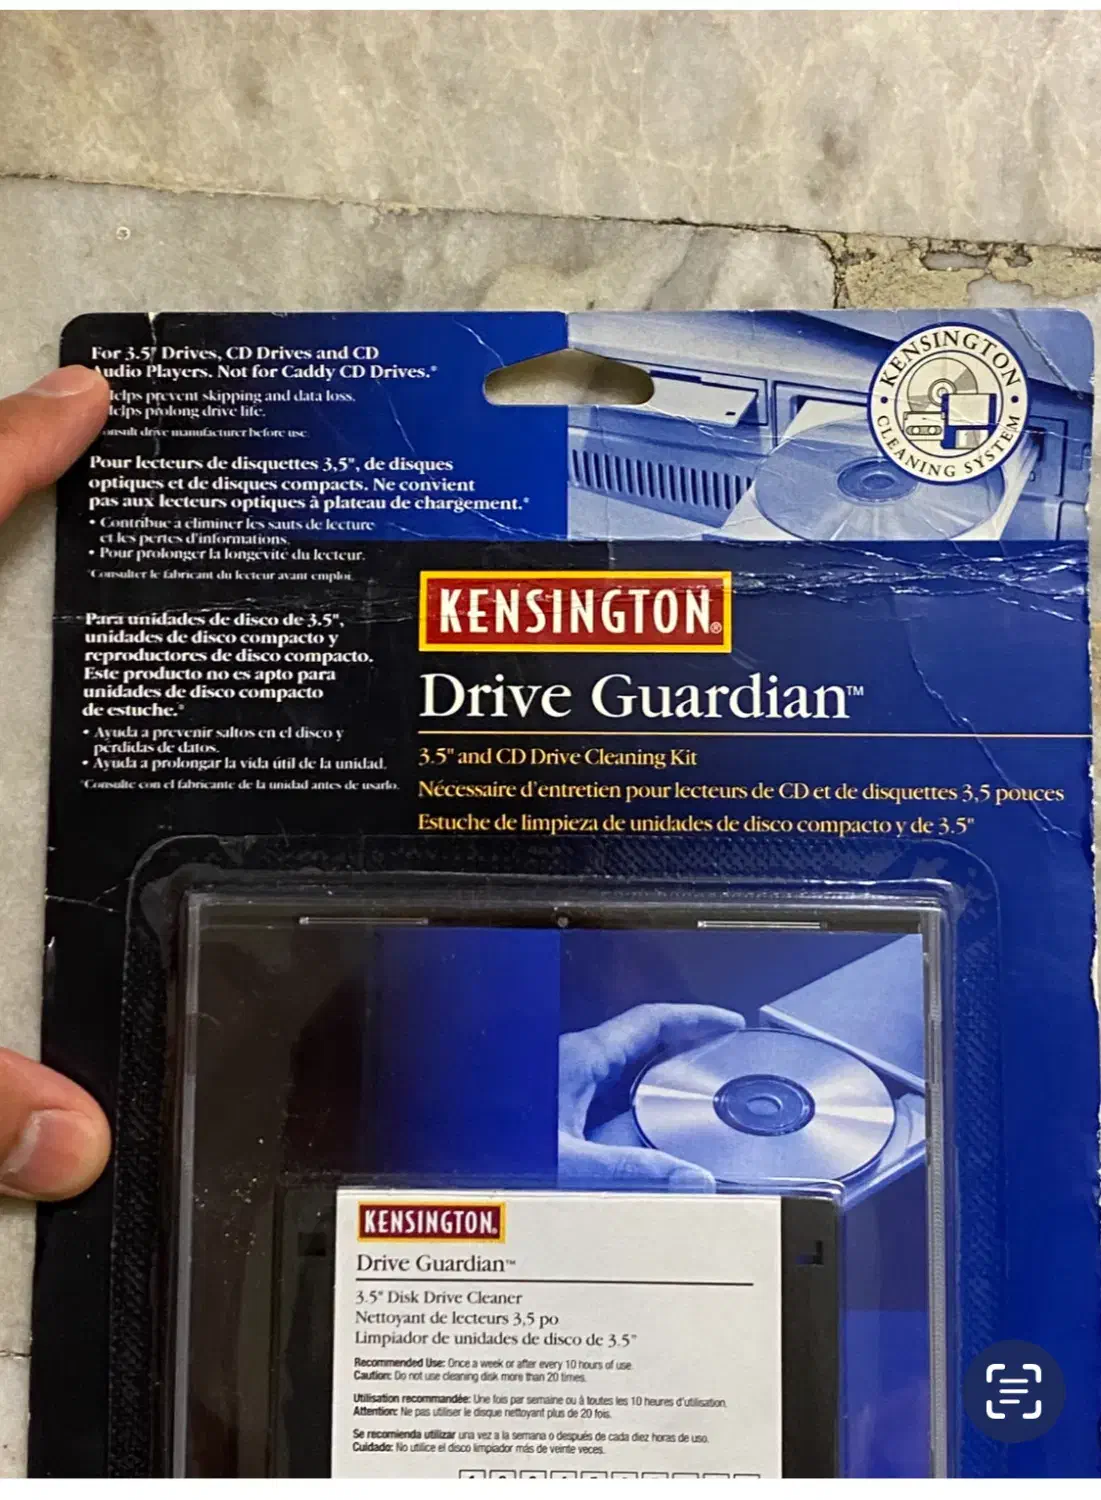 For 3.5" Drives, CD Drives and CD
Audio Players. Not for Caddy CD Drives.*
Helps prevent skipping and data loss.
Helps prolong drive life.
Consult drive manufacturer before use.
Pour lecteurs de disquettes 3,5", de disques
optiques et de disques compacts. Ne convient
pas aux lecteurs optiques à plateau de chargement.*
• Contribue à éliminer les sauts de lecture
et les pertes d'informations.
• Pour prolonger la longévité du lecteur.
*Consulter le fabricant du lecteur avant emploi.
Para unidades de disco de 3.5",
unidades de disco compacto y
reproductores de disco compacto.
Este producto no es apto para
unidades de disco compacto
de estuche.*
• Ayuda a prevenir saltos en el disco y
pérdidas de datos.
• Ayuda a prolongar la vida útil de la unidad.
*Consulte con el fabricante de la unidad antes de usarlo.
KENSINGTON
CLEANING SYSTEM
KENSINGTON®
Drive Guardian™
3.5" and CD Drive Cleaning Kit
Nécessaire d'entretien pour lecteurs de CD et de disquettes 3,5 pouces
Estuche de limpieza de unidades de disco compacto y de 3.5"
KENSINGTON®
Drive Guardian™
3.5" Disk Drive Cleaner
Nettoyant de lecteurs 3,5 po
Limpiador de unidades de disco de 3.5"
Recommended Use: Once a week or after every 10 hours of use.
Caution: Do not use cleaning disk more than 20 times.
Utilisation recommandée: Une fois par semaine ou à toutes les 10 heures d'utilisation.
Attention: Ne pas utiliser le disque nettoyant plus de 20 fois.
Se recomienda utilizar una vez a la semana o después de cada diez horas de uso.
Cuidado: No utilice el disco limpiador más de veinte veces.